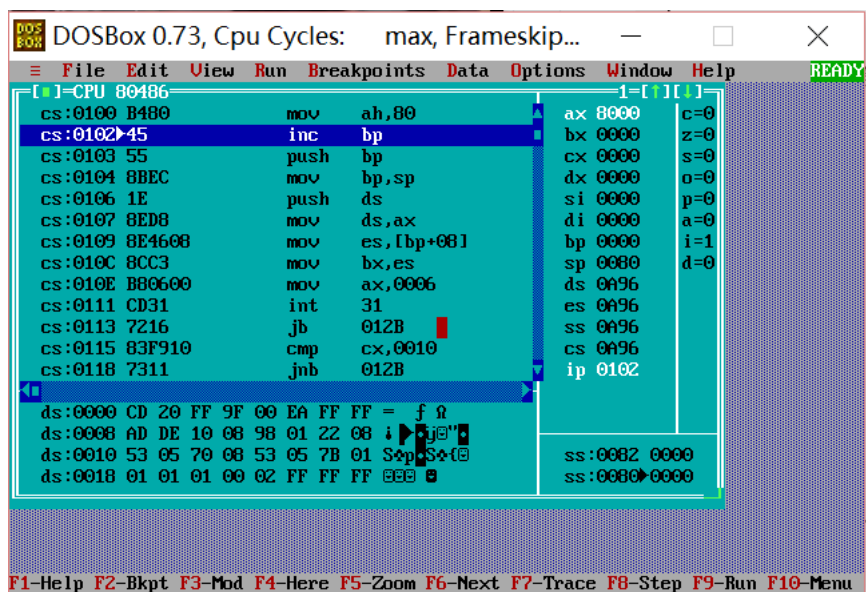 DOSBox 0.73, Cpu Cycles: max, Frameskip...
≡ File Edit View Run Breakpoints Data Options Window Help READY
[■]=CPU 80486 1=[↑][↓]
cs:0100 B480 mov ah,80 ax 8000 c=0
cs:0102►45 inc bp bx 0000 z=0
cs:0103 55 push bp cx 0000 s=0
cs:0104 8BEC mov bp,sp dx 0000 o=0
cs:0106 1E push ds si 0000 p=0
cs:0107 8ED8 mov ds,ax di 0000 a=0
cs:0109 8E4608 mov es,[bp+08] bp 0000 i=1
cs:010C 8CC3 mov bx,es sp 0080 d=0
cs:010E B80600 mov ax,0006 ds 0A96
cs:0111 CD31 int 31 es 0A96
cs:0113 7216 jb 012B ss 0A96
cs:0115 83F910 cmp cx,0010 cs 0A96
cs:0118 7311 jnb 012B ip 0102
ds:0000 CD 20 FF 9F 00 EA FF FF = ƒ Ω
ds:0008 AD DE 10 08 98 01 22 08 ¡ ►◘ÿ☺"◘
ds:0010 53 05 70 08 53 05 7B 01 S♣p◘S♣{☺ ss:0082 0000
ds:0018 01 01 01 00 02 FF FF FF ☺☺☺ ☻ ss:0080►0000
F1-Help F2-Bkpt F3-Mod F4-Here F5-Zoom F6-Next F7-Trace F8-Step F9-Run F10-Menu